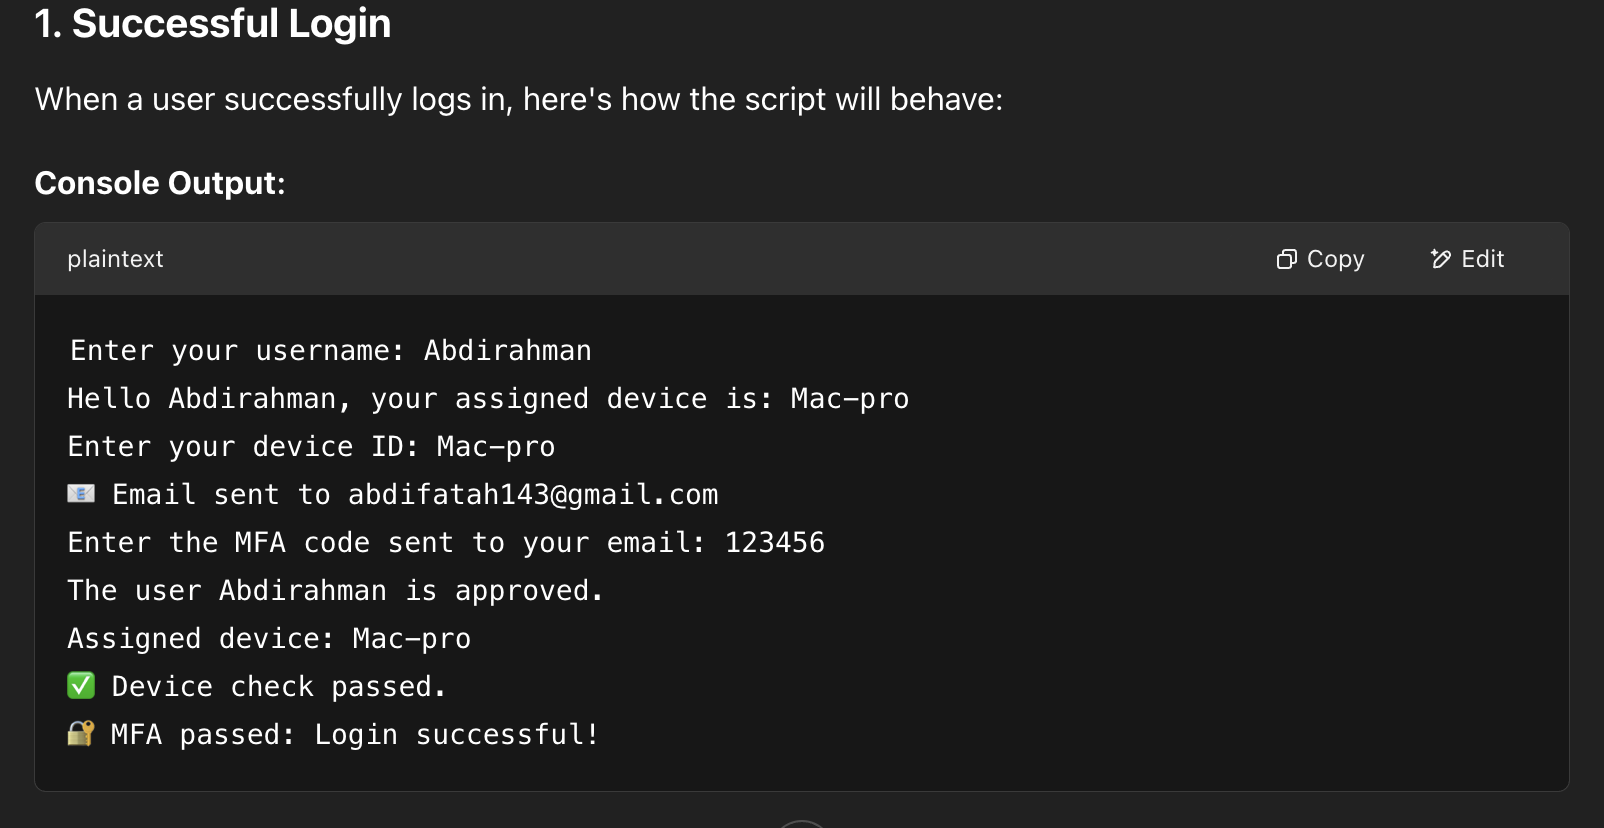 1. Successful Login
When a user successfully logs in, here's how the script will behave:
Console Output:
plaintext
Copy
Edit
Enter your username: Abdirahman
Hello Abdirahman, your assigned device is: Mac-pro
Enter your device ID: Mac-pro
📧 Email sent to abdifatah143@gmail.com
Enter the MFA code sent to your email: 123456
The user Abdirahman is approved.
Assigned device: Mac-pro
✅ Device check passed.
🔐 MFA passed: Login successful!